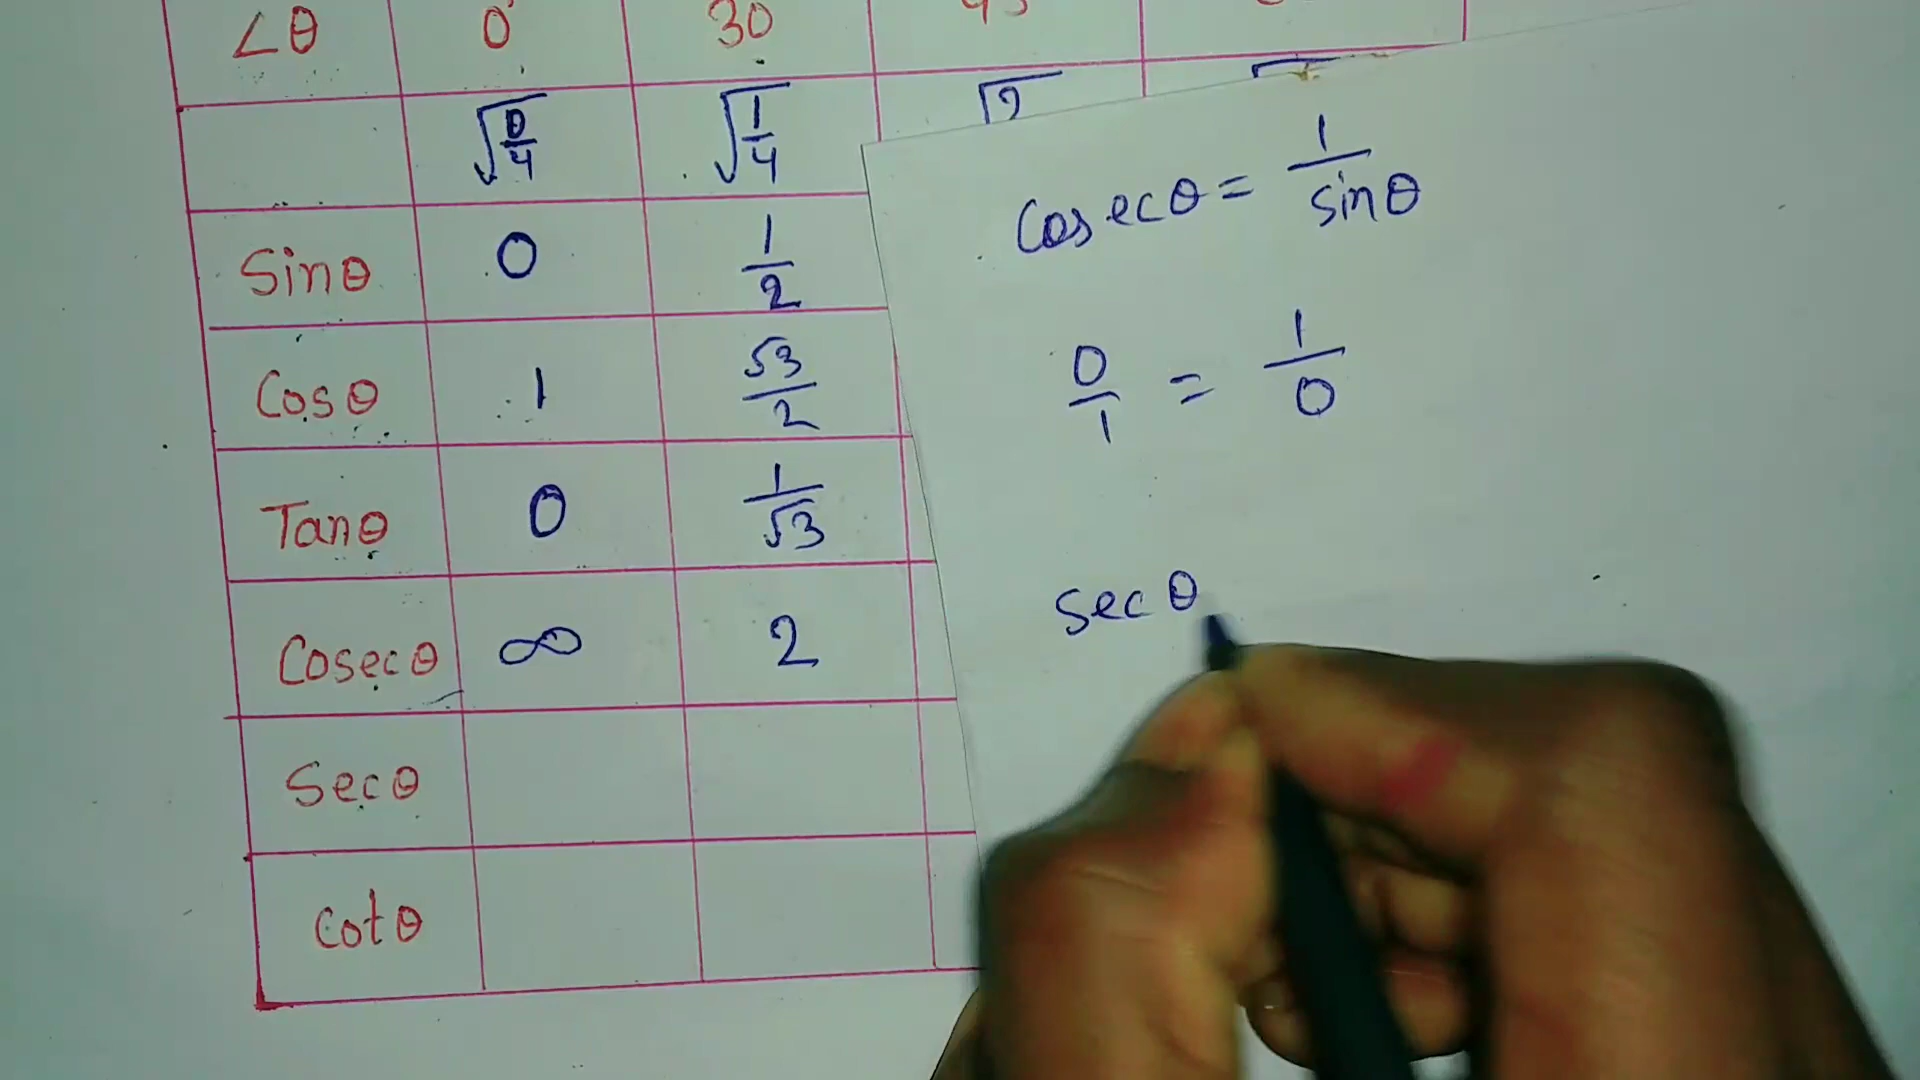 ∠θ 0° 30
√0/4 √1/4 √2
Sinθ 0 1/2
Cosθ 1 √3/2
Tanθ 0 1/√3
Cosecθ ∞ 2
Secθ
Cotθ
Cosecθ = 1/sinθ
0/1 = 1/0
secθ